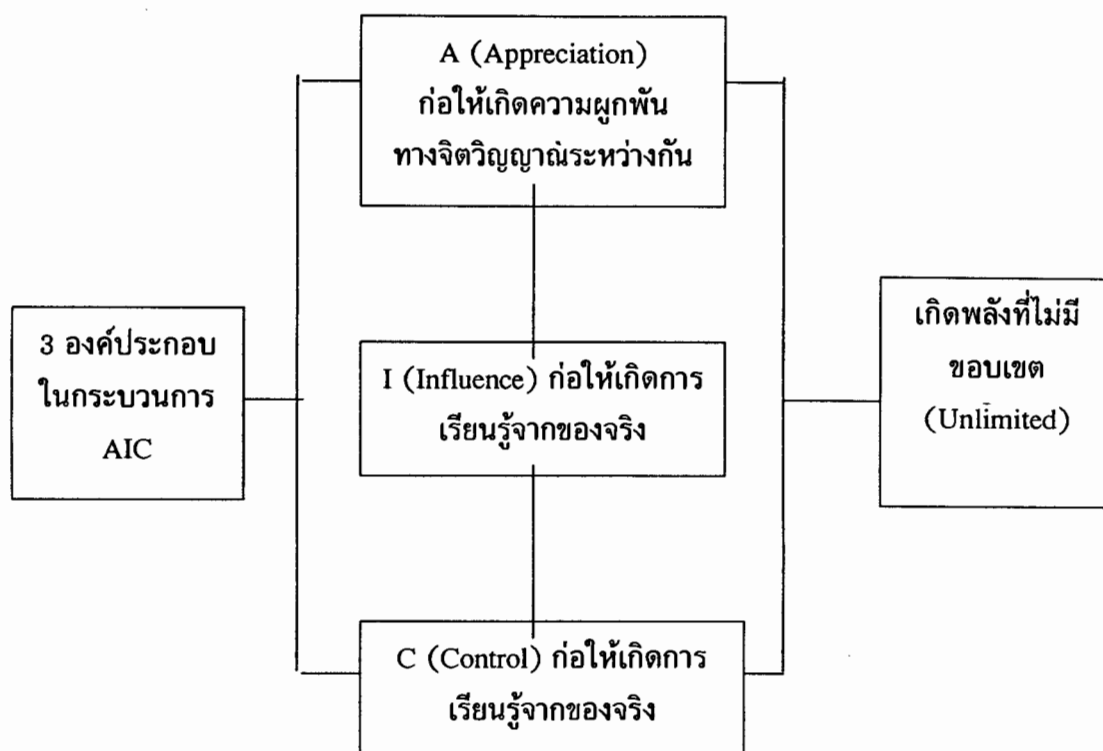 A (Appreciation)
ก่อให้เกิดความผูกพัน
ทางจิตวิญญาณระหว่างกัน
3 องค์ประกอบ
ในกระบวนการ
AIC
I (Influence) ก่อให้เกิดการ
เรียนรู้จากของจริง
C (Control) ก่อให้เกิดการ
เรียนรู้จากของจริง
เกิดพลังที่ไม่มี
ขอบเขต
(Unlimited)